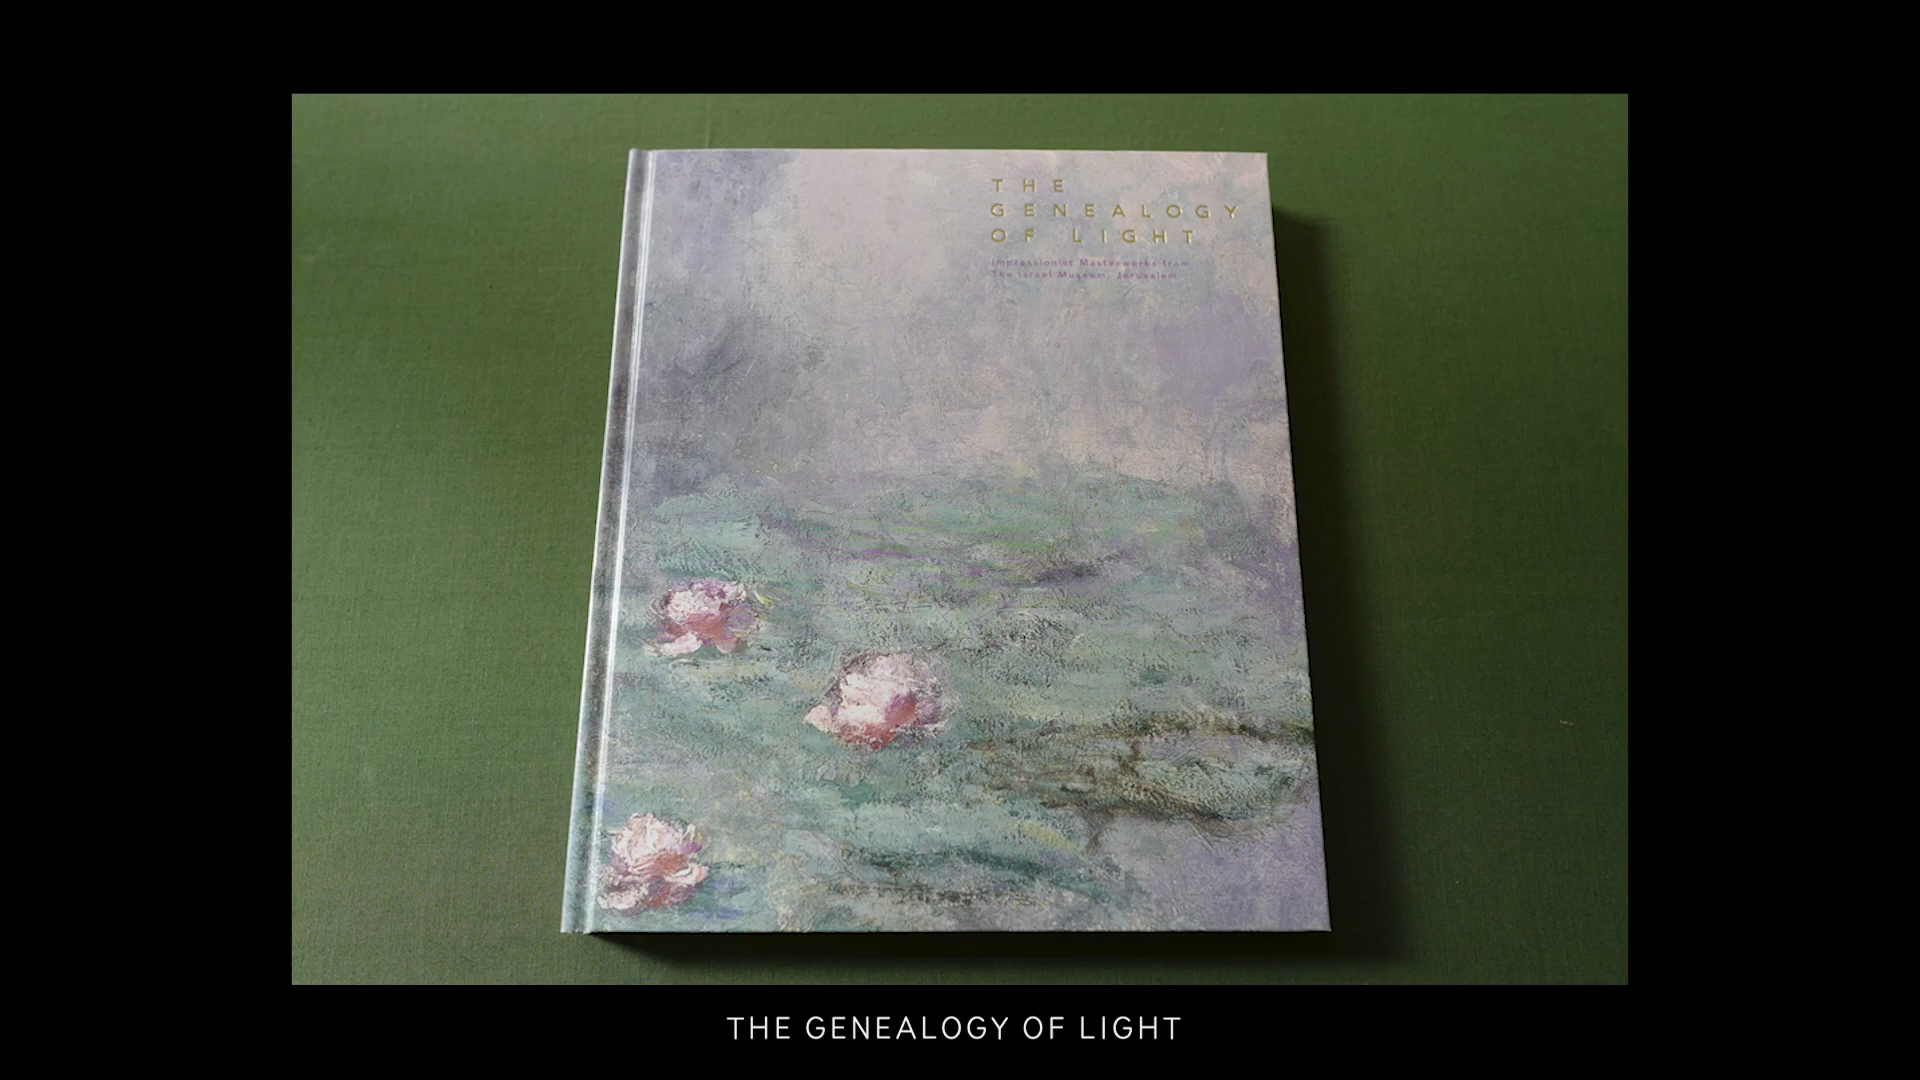 THE
GENEALOGY
OF LIGHT
Impressionist Masterworks from
The Israel Museum, Jerusalem
THE GENEALOGY OF LIGHT